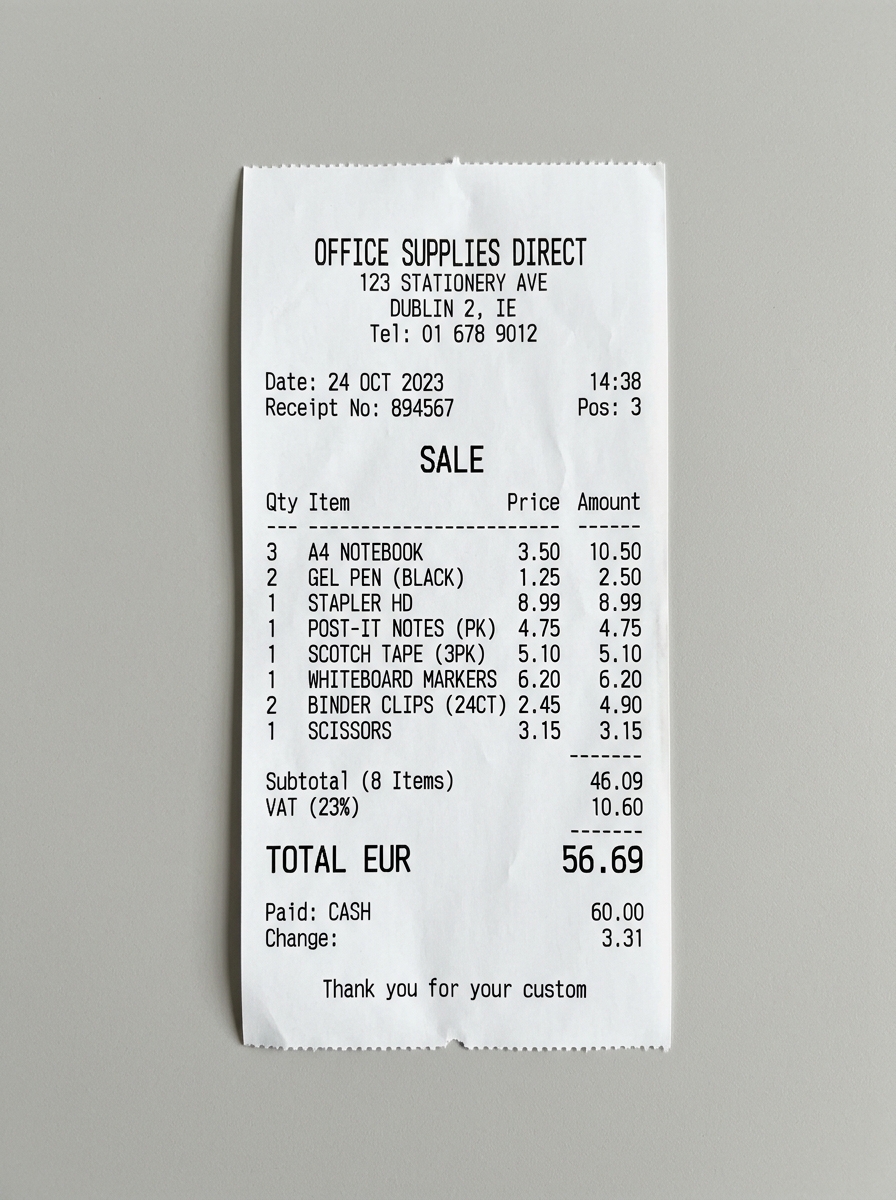 OFFICE SUPPLIES DIRECT
123 STATIONERY AVE
DUBLIN 2, IE
Tel: 01 678 9012
Date: 24 OCT 2023 14:38
Receipt No: 894567 Pos: 3
SALE
Qty Item Price Amount
--- ------------------------ ------
3 A4 NOTEBOOK 3.50 10.50
2 GEL PEN (BLACK) 1.25 2.50
1 STAPLER HD 8.99 8.99
1 POST-IT NOTES (PK) 4.75 4.75
1 SCOTCH TAPE (3PK) 5.10 5.10
1 WHITEBOARD MARKERS 6.20 6.20
2 BINDER CLIPS (24CT) 2.45 4.90
1 SCISSORS 3.15 3.15
-------
Subtotal (8 Items) 46.09
VAT (23%) 10.60
-------
TOTAL EUR 56.69
Paid: CASH 60.00
Change: 3.31
Thank you for your custom